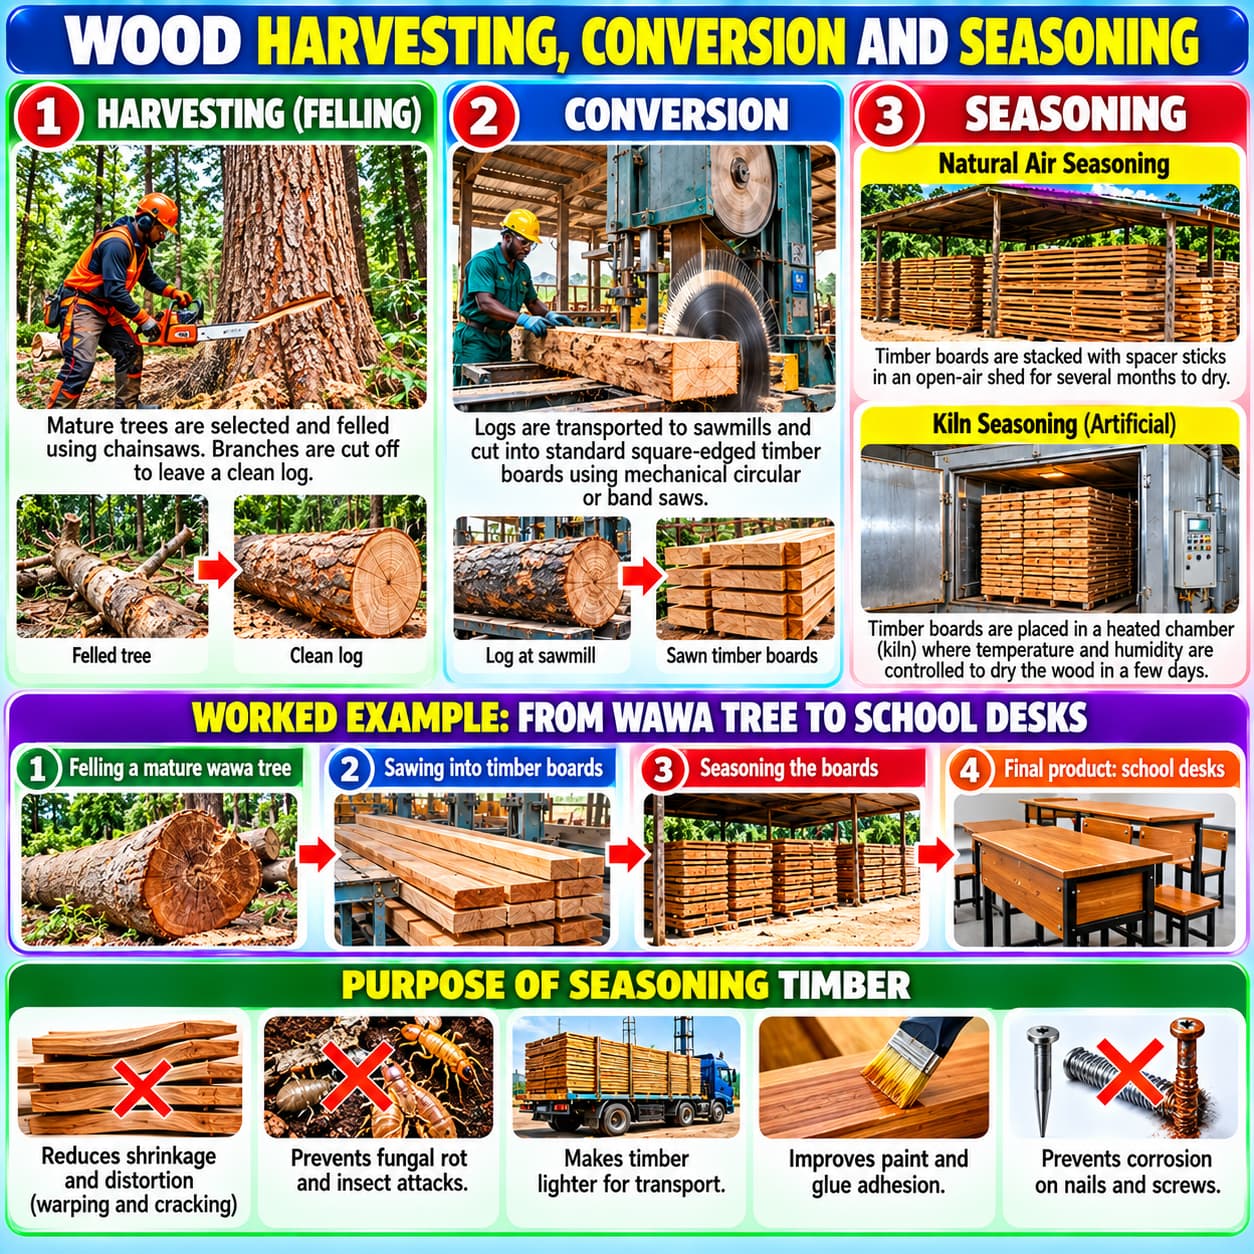 WOOD HARVESTING, CONVERSION AND SEASONING
1 HARVESTING (FELLING)
Mature trees are selected and felled
using chainsaws. Branches are cut off
to leave a clean log.
Felled tree
Clean log
2 CONVERSION
Logs are transported to sawmills and
cut into standard square-edged timber
boards using mechanical circular
or band saws.
Log at sawmill
Sawn timber boards
3 SEASONING
Natural Air Seasoning
Timber boards are stacked with spacer sticks
in an open-air shed for several months to dry.
Kiln Seasoning (Artificial)
Timber boards are placed in a heated chamber
(kiln) where temperature and humidity are
controlled to dry the wood in a few days.
WORKED EXAMPLE: FROM WAWA TREE TO SCHOOL DESKS
1 Felling a mature wawa tree
2 Sawing into timber boards
3 Seasoning the boards
4 Final product: school desks
PURPOSE OF SEASONING TIMBER
Reduces shrinkage
and distortion
(warping and cracking)
Prevents fungal rot
and insect attacks.
Makes timber
lighter for transport.
Improves paint and
glue adhesion.
Prevents corrosion
on nails and screws.